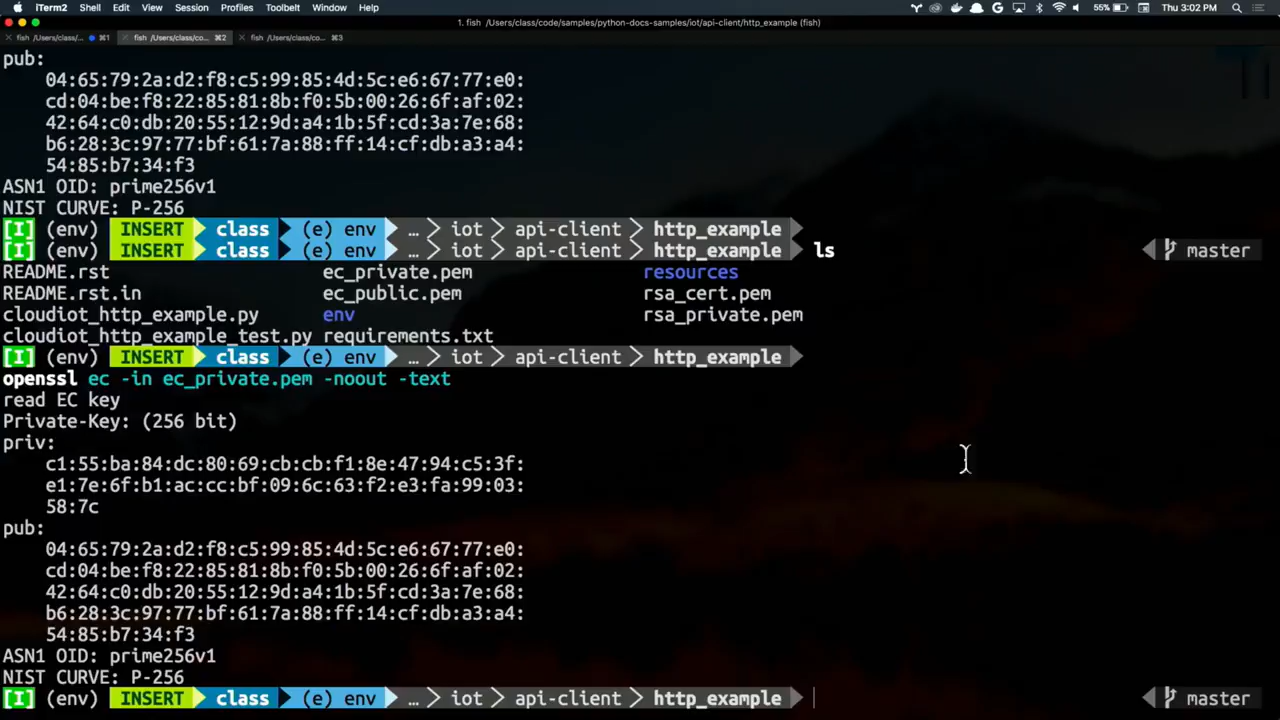 iTerm2 Shell Edit View Session Profiles Toolbelt Window Help 55% Thu 3:02 PM
1. fish /Users/class/code/samples/python-docs-samples/iot/api-client/http_example (fish)
fish /Users/class/... ⌘1 fish /Users/class/co... ⌘2 fish /Users/class/co... ⌘3
pub:
04:65:79:2a:d2:f8:c5:99:85:4d:5c:e6:67:77:e0:
cd:04:be:f8:22:85:81:8b:f0:5b:00:26:6f:af:02:
42:64:c0:db:20:55:12:9d:a4:1b:5f:cd:3a:7e:68:
b6:28:3c:97:77:bf:61:7a:88:ff:14:cf:db:a3:a4:
54:85:b7:34:f3
ASN1 OID: prime256v1
NIST CURVE: P-256
[I] (env) INSERT class (e) env … iot api-client http_example
[I] (env) INSERT class (e) env … iot api-client http_example ls master
README.rst ec_private.pem resources
README.rst.in ec_public.pem rsa_cert.pem
cloudiot_http_example.py env rsa_private.pem
cloudiot_http_example_test.py requirements.txt
[I] (env) INSERT class (e) env … iot api-client http_example
openssl ec -in ec_private.pem -noout -text
read EC key
Private-Key: (256 bit)
priv:
c1:55:ba:84:dc:80:69:cb:cb:f1:8e:47:94:c5:3f:
e1:7e:6f:b1:ac:cc:bf:09:6c:63:f2:e3:fa:99:03:
58:7c
pub:
04:65:79:2a:d2:f8:c5:99:85:4d:5c:e6:67:77:e0:
cd:04:be:f8:22:85:81:8b:f0:5b:00:26:6f:af:02:
42:64:c0:db:20:55:12:9d:a4:1b:5f:cd:3a:7e:68:
b6:28:3c:97:77:bf:61:7a:88:ff:14:cf:db:a3:a4:
54:85:b7:34:f3
ASN1 OID: prime256v1
NIST CURVE: P-256
[I] (env) INSERT class (e) env … iot api-client http_example master